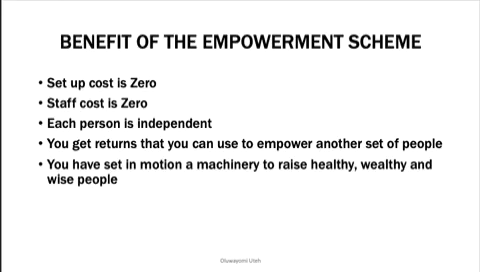 BENEFIT OF THE EMPOWERMENT SCHEME
• Set up cost is Zero
• Staff cost is Zero
• Each person is independent
• You get returns that you can use to empower another set of people
• You have set in motion a machinery to raise healthy, wealthy and
wise people
Oluwayomi Uteh